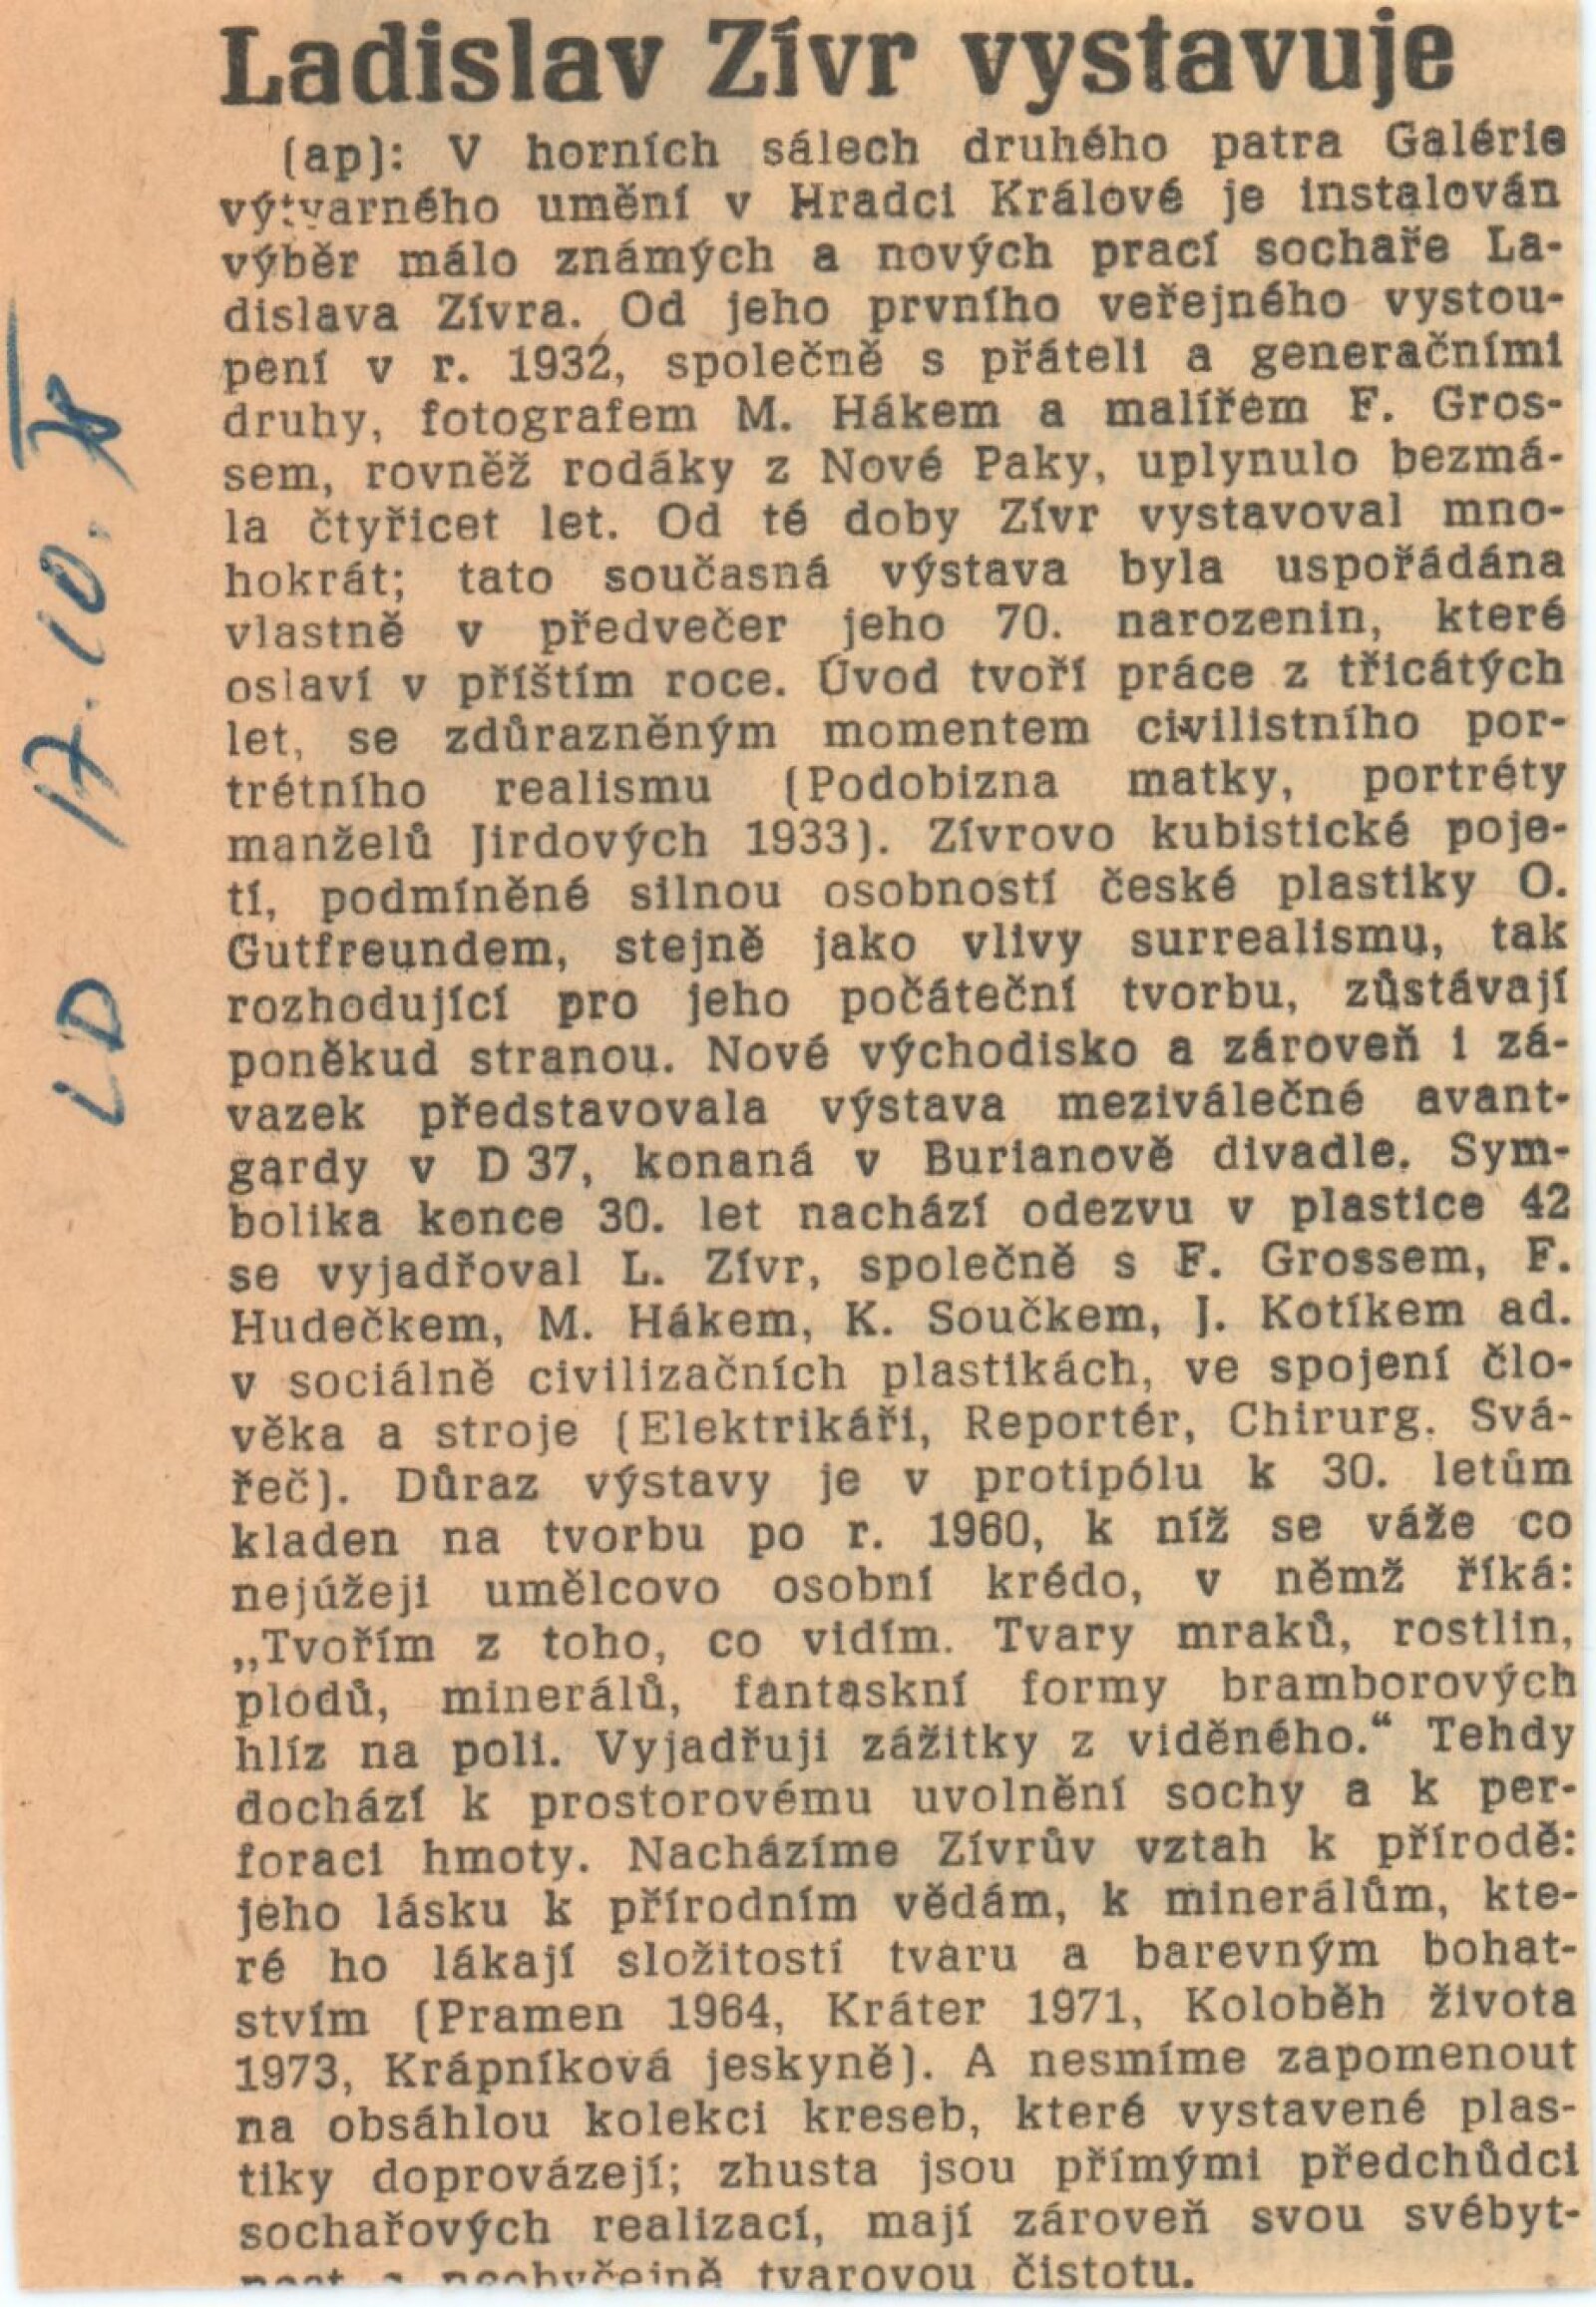 Ladislav Zívr vystavuje
(ap): V horních sálech druhého patra Galérie
výtvarného umění v Hradci Králové je instalován
výběr málo známých a nových prací sochaře La-
dislava Zívra. Od jeho prvního veřejného vystou-
pení v r. 1932, společně s přáteli a generačními
druhy, fotografem M. Hákem a malířem F. Gros-
sem, rovněž rodáky z Nové Paky, uplynulo bezmá-
la čtyřicet let. Od té doby Zívr vystavoval mno-
hokrát; tato současná výstava byla uspořádána
vlastně v předvečer jeho 70. narozenin, které
oslaví v příštím roce. Úvod tvoří práce z třicátých
let, se zdůrazněným momentem civilistního por-
trétního realismu (Podobizna matky, portréty
manželů Jirdových 1933). Zívrovo kubistické poje-
tí, podmíněné silnou osobností české plastiky O.
Gutfreundem, stejně jako vlivy surrealismu, tak
rozhodující pro jeho počáteční tvorbu, zůstávají
poněkud stranou. Nové východisko a zároveň i zá-
vazek představovala výstava meziválečné avant-
gardy v D 37, konaná v Burianově divadle. Sym-
bolika konce 30. let nachází odezvu v plastice 42
se vyjadřoval L. Zívr, společně s F. Grossem, F.
Hudečkem, M. Hákem, K. Součkem, J. Kotíkem ad.
v sociálně civilizačních plastikách, ve spojení člo-
věka a stroje (Elektrikáři, Reportér, Chirurg. Svá-
řeč). Důraz výstavy je v protipólu k 30. letům
kladen na tvorbu po r. 1960, k níž se váže co
nejúžeji umělcovo osobní krédo, v němž říká:
„Tvořím z toho, co vidím. Tvary mraků, rostlin,
plodů, minerálů, fantaskní formy bramborových
hlíz na poli. Vyjadřuji zážitky z viděného.“ Tehdy
dochází k prostorovému uvolnění sochy a k per-
foraci hmoty. Nacházíme Zívrův vztah k přírodě:
jeho lásku k přírodním vědám, k minerálům, kte-
ré ho lákají složitostí tvaru a barevným bohat-
stvím (Pramen 1964, Kráter 1971, Koloběh života
1973, Krápníková jeskyně). A nesmíme zapomenout
na obsáhlou kolekci kreseb, které vystavené plas-
tiky doprovázejí; zhusta jsou přímými předchůdci
sochařových realizací, mají zároveň svou svébyt-
nost a neobyčejně tvarovou čistotu.
LD 17. 10.